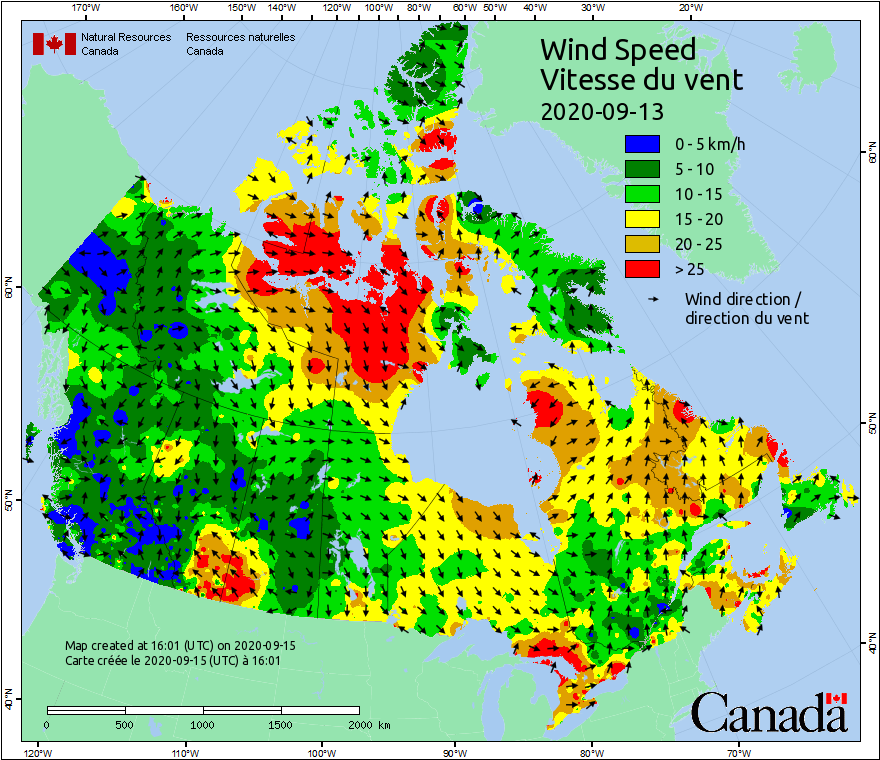 170°W 160°W 150°W 140°W 120°W 100°W 80°W 60°W 50°W 40°W 30°W 20°W
Natural Resources Canada
Ressources naturelles Canada
Wind Speed
Vitesse du vent
2020-09-13
0 - 5 km/h
5 - 10
10 - 15
15 - 20
20 - 25
> 25
Wind direction /
direction du vent
60°N
50°N
40°N
60°N
50°N
40°N
Map created at 16:01 (UTC) on 2020-09-15
Carte créée le 2020-09-15 (UTC) à 16:01
0 500 1000 1500 2000 km
Canada
120°W 110°W 100°W 90°W 80°W 70°W